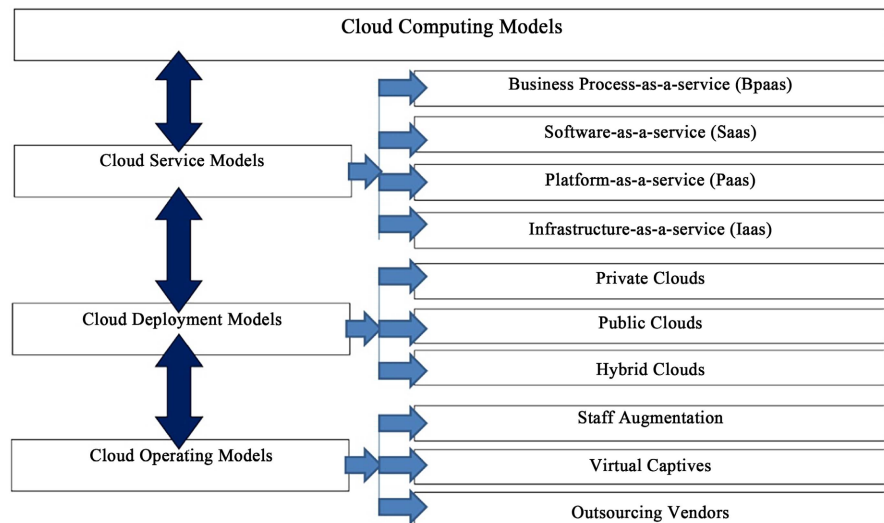 Cloud Computing Models
Business Process-as-a-service (Bpaas)
Software-as-a-service (Saas)
Cloud Service Models
Platform-as-a-service (Paas)
Infrastructure-as-a-service (Iaas)
Private Clouds
Cloud Deployment Models
Public Clouds
Hybrid Clouds
Staff Augmentation
Cloud Operating Models
Virtual Captives
Outsourcing Vendors